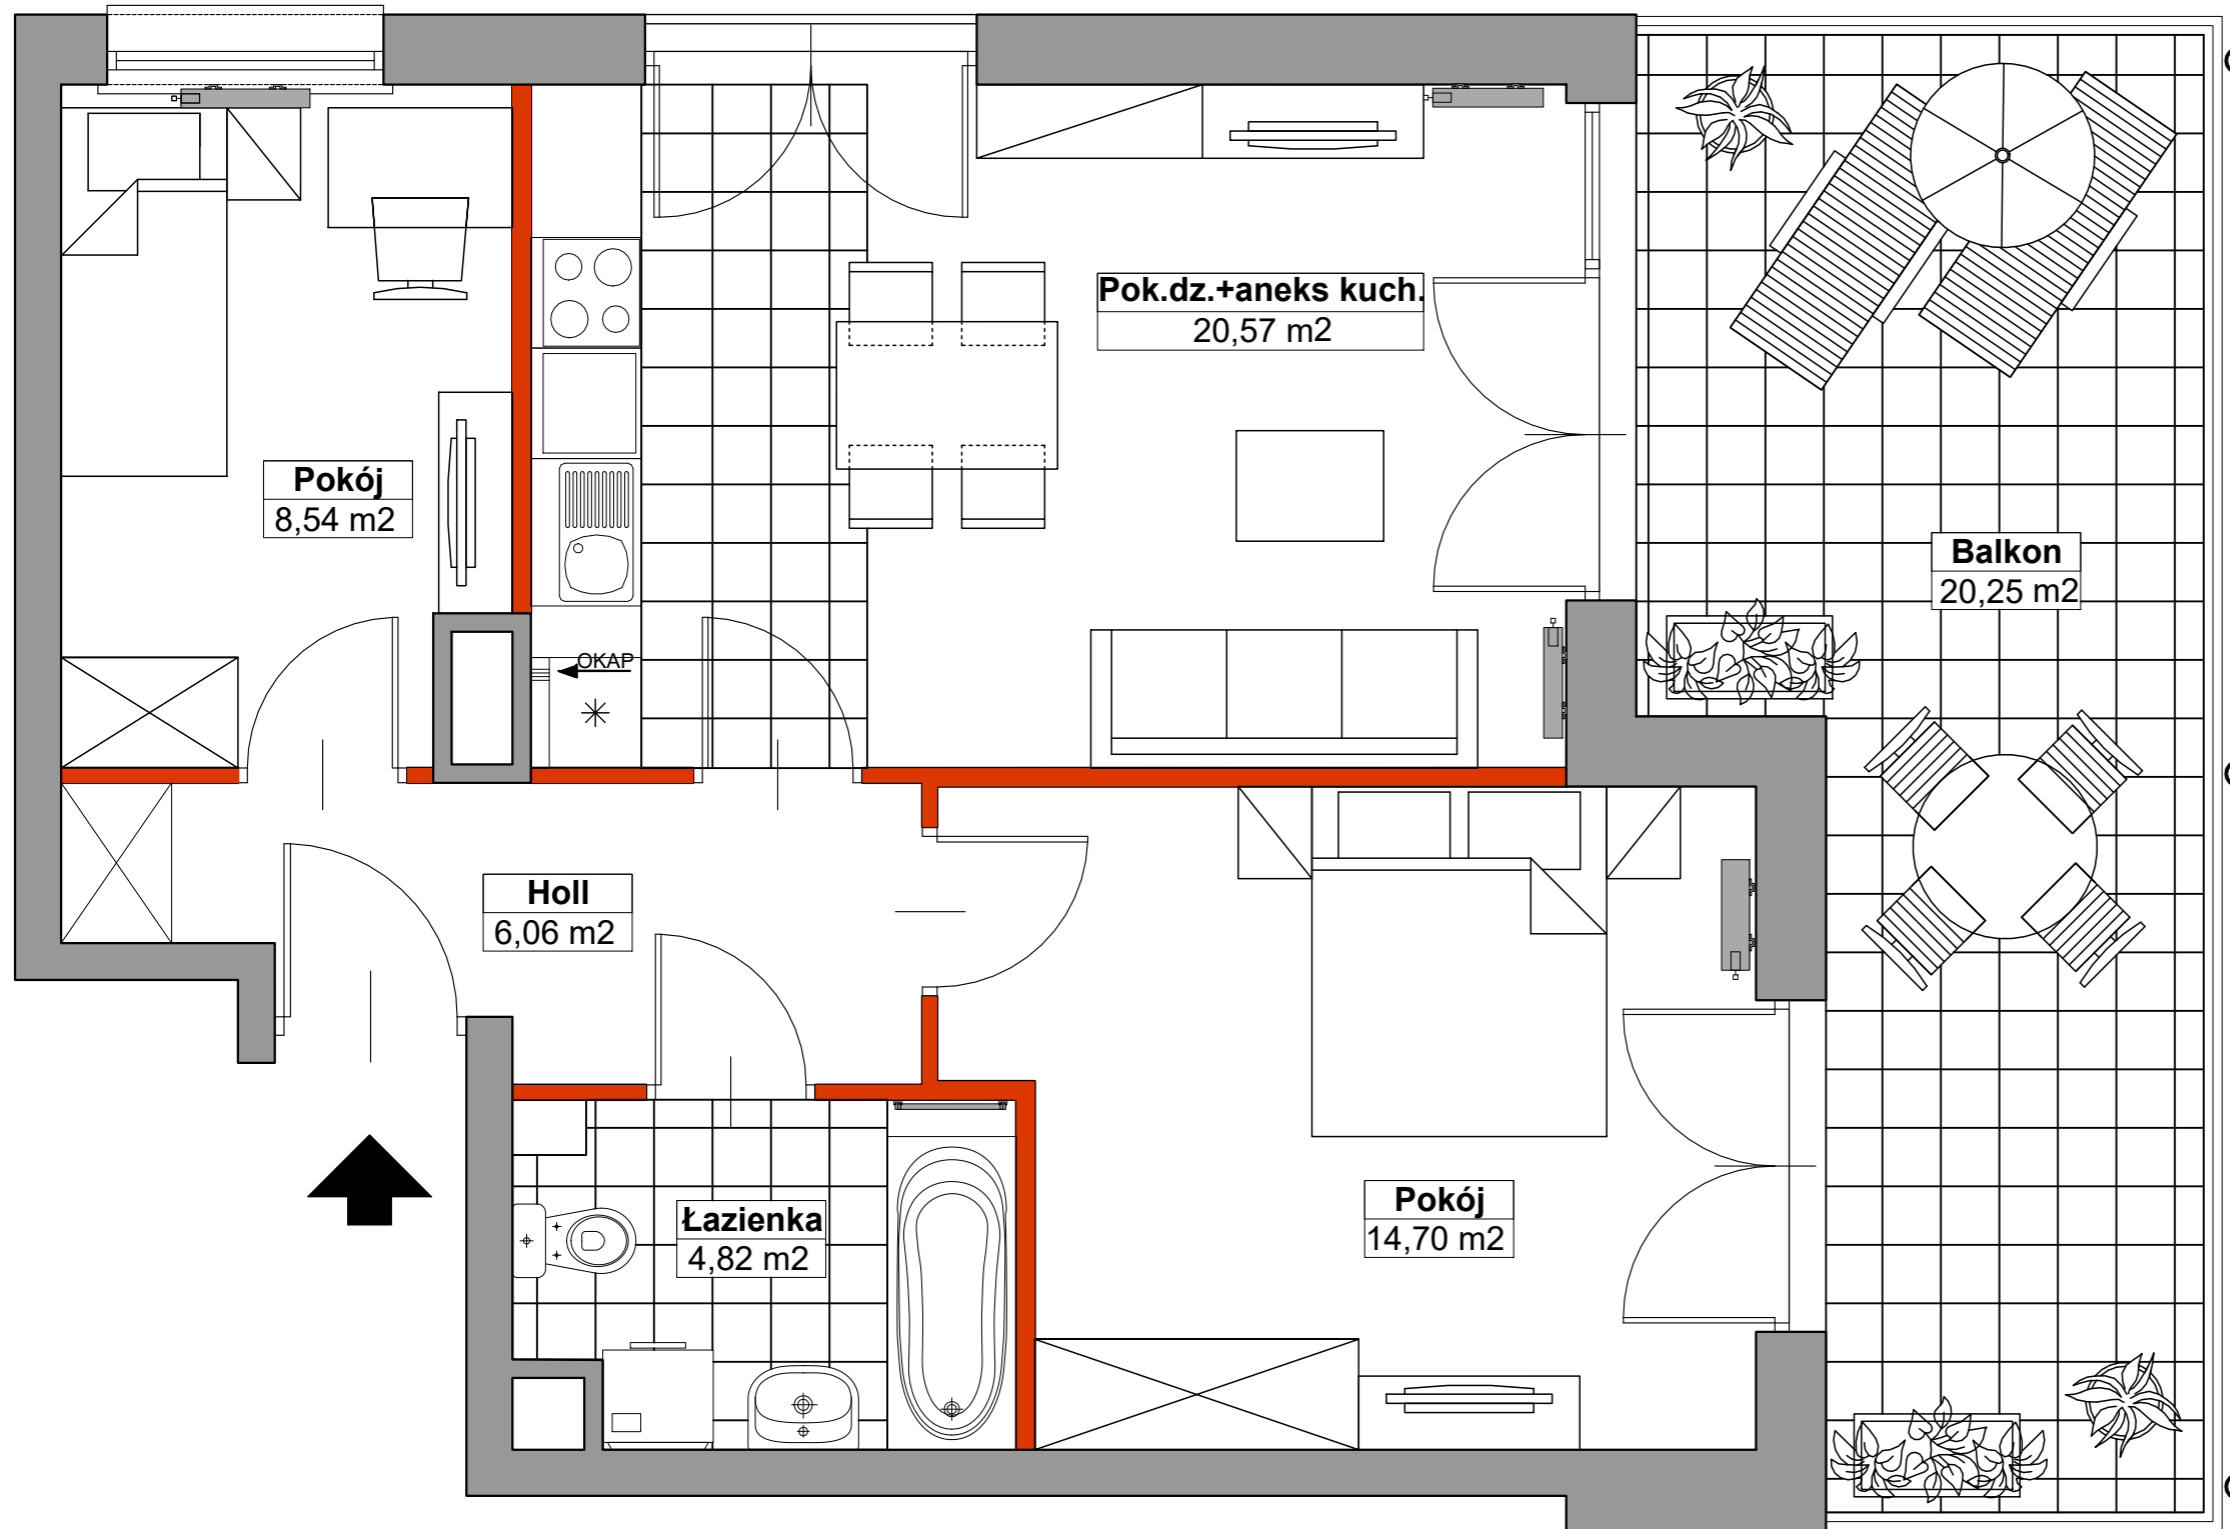 Pok.dz.+aneks kuch.
20,57 m2
Pokój
8,54 m2
Balkon
20,25 m2
OKAP
Holl
6,06 m2
Łazienka
4,82 m2
Pokój
14,70 m2